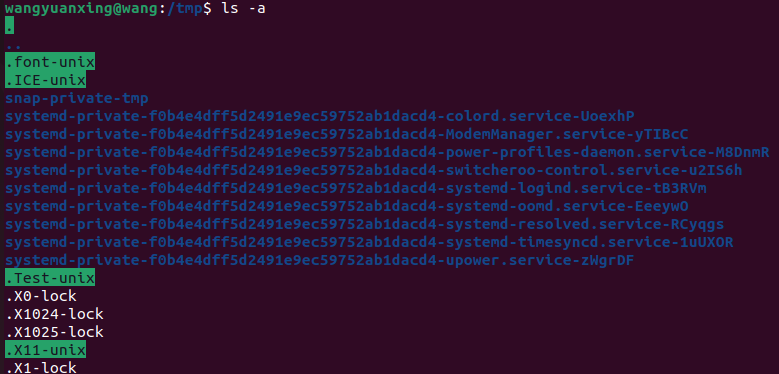 wangyuanxing@wang:/tmp$ ls -a
.
..
.font-unix
.ICE-unix
snap-private-tmp
systemd-private-f0b4e4dff5d2491e9ec59752ab1dacd4-colord.service-UoexhP
systemd-private-f0b4e4dff5d2491e9ec59752ab1dacd4-ModemManager.service-yTIBcC
systemd-private-f0b4e4dff5d2491e9ec59752ab1dacd4-power-profiles-daemon.service-M8DnmR
systemd-private-f0b4e4dff5d2491e9ec59752ab1dacd4-switcheroo-control.service-u2IS6h
systemd-private-f0b4e4dff5d2491e9ec59752ab1dacd4-systemd-logind.service-tB3RVm
systemd-private-f0b4e4dff5d2491e9ec59752ab1dacd4-systemd-oomd.service-EeeywO
systemd-private-f0b4e4dff5d2491e9ec59752ab1dacd4-systemd-resolved.service-RCyqgs
systemd-private-f0b4e4dff5d2491e9ec59752ab1dacd4-systemd-timesyncd.service-1uUXOR
systemd-private-f0b4e4dff5d2491e9ec59752ab1dacd4-upower.service-zWgrDF
.Test-unix
.X0-lock
.X1024-lock
.X1025-lock
.X11-unix
.X1-lock